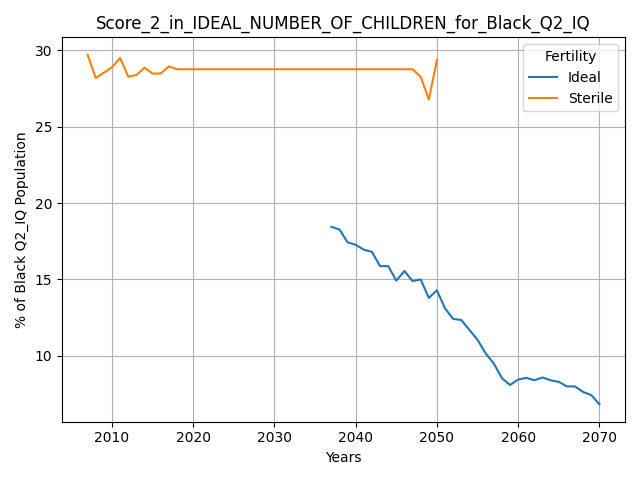 Score_2_in_IDEAL_NUMBER_OF_CHILDREN_for_Black_Q2_IQ
Fertility
Ideal
Sterile
% of Black Q2_IQ Population
30
25
20
15
10
2010 2020 2030 2040 2050 2060 2070
Years